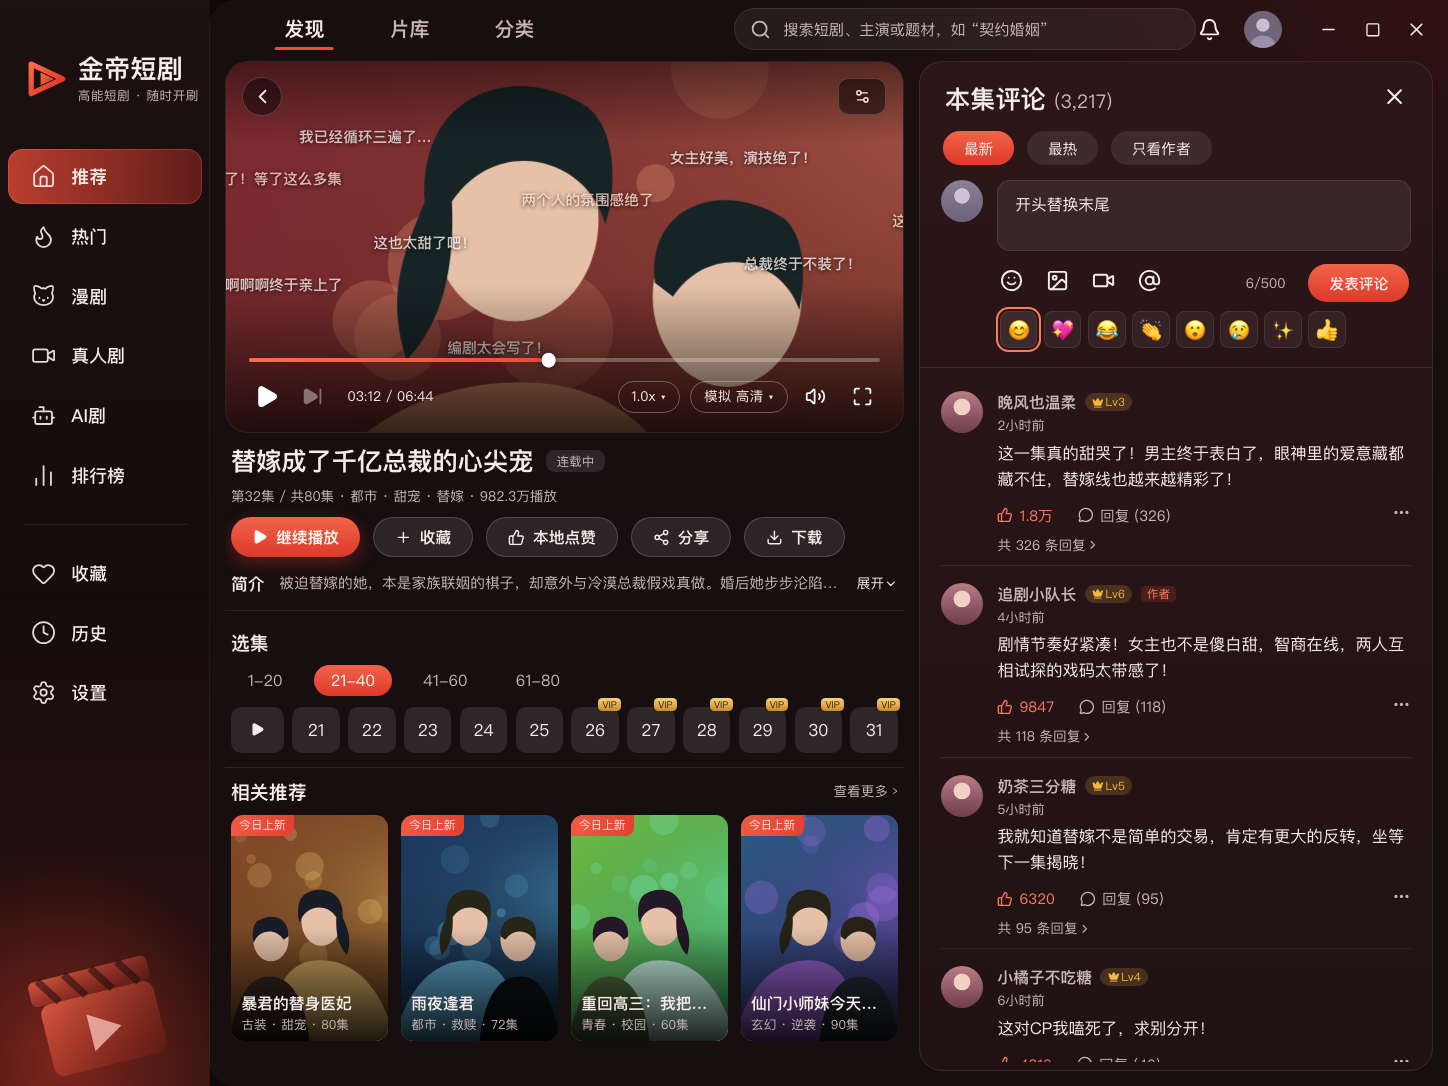 发现
片库
分类
搜索短剧、主演或题材，如 “契约婚姻”
金帝短剧
高能短剧 · 随时开刷
推荐
热门
漫剧
真人剧
AI剧
排行榜
收藏
历史
设置
我已经循环三遍了…
女主好美，演技绝了！
了！等了这么多集
两个人的氛围感绝了
这
这也太甜了吧！
总裁终于不装了！
啊啊啊终于亲上了
编剧太会写了！
03:12 / 06:44
1.0x
模拟 高清
替嫁成了千亿总裁的心尖宠
连载中
第32集 / 共80集 · 都市 · 甜宠 · 替嫁 · 982.3万播放
继续播放
收藏
本地点赞
分享
下载
简介
被迫替嫁的她，本是家族联姻的棋子，却意外与冷漠总裁假戏真做。婚后她步步沦陷…
展开
选集
1–20
21–40
41–60
61–80
21
22
23
24
25
VIP
26
VIP
27
VIP
28
VIP
29
VIP
30
VIP
31
相关推荐
查看更多 ›
今日上新
暴君的替身医妃
古装 · 甜宠 · 80集
今日上新
雨夜逢君
都市 · 救赎 · 72集
今日上新
重回高三：我把…
青春 · 校园 · 60集
今日上新
仙门小师妹今天…
玄幻 · 逆袭 · 90集
本集评论 (3,217)
最新
最热
只看作者
开头替换末尾
6/500
发表评论
晚风也温柔
Lv3
2小时前
这一集真的甜哭了！男主终于表白了，眼神里的爱意藏都
藏不住，替嫁线也越来越精彩了！
1.8万
回复 (326)
共 326 条回复 ›
追剧小队长
Lv6
作者
4小时前
剧情节奏好紧凑！女主也不是傻白甜，智商在线，两人互
相试探的戏码太带感了！
9847
回复 (118)
共 118 条回复 ›
奶茶三分糖
Lv5
5小时前
我就知道替嫁不是简单的交易，肯定有更大的反转，坐等
下一集揭晓！
6320
回复 (95)
共 95 条回复 ›
小橘子不吃糖
Lv4
6小时前
这对CP我嗑死了，求别分开！